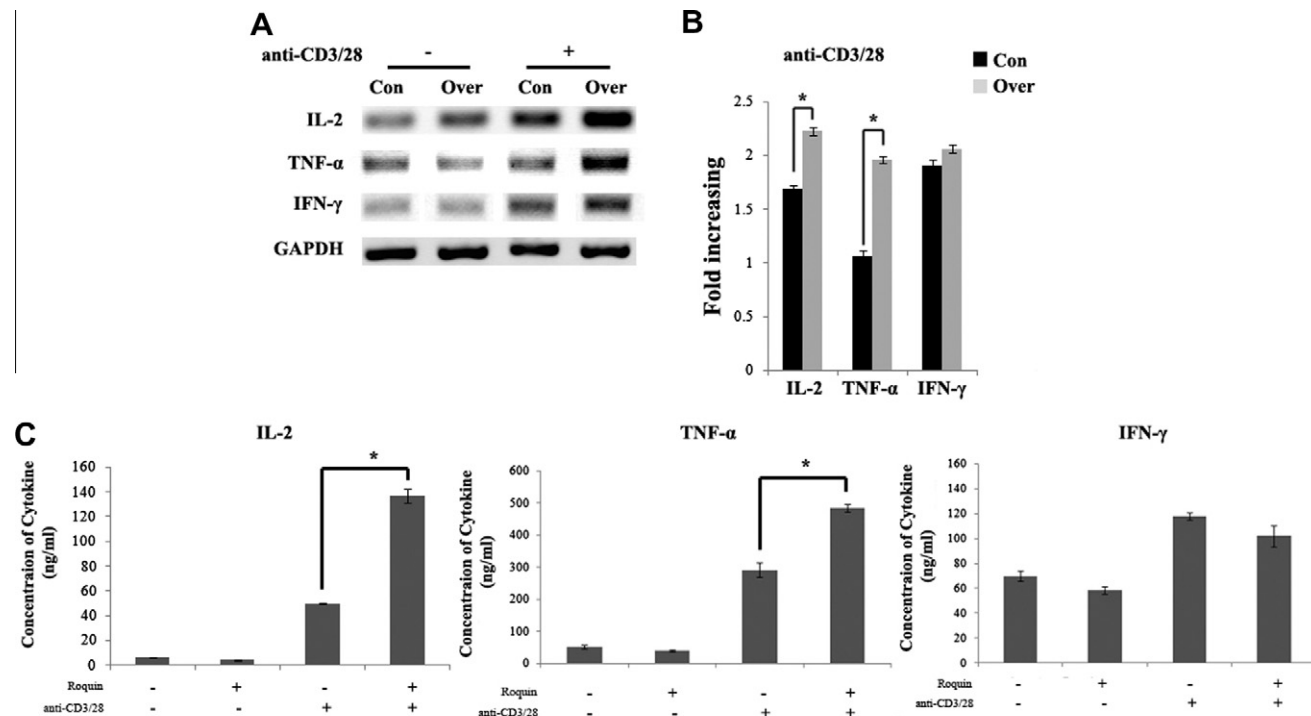 A
anti-CD3/28 - +
Con Over Con Over
IL-2
TNF-α
IFN-γ
GAPDH
B
anti-CD3/28
Con
Over
Fold increasing
2.5
2
1.5
1
0.5
0
*
*
IL-2 TNF-α IFN-γ
C
IL-2
Concentraion of Cytokine
(ng/ml)
160
140
120
100
80
60
40
20
0
*
Roquin - + - +
anti-CD3/28 - - + +
TNF-α
Concentraion of Cytokine
(ng/ml)
600
500
400
300
200
100
0
*
Roquin - + - +
anti-CD3/28 - - + +
IFN-γ
Concentraion of Cytokine
(ng/ml)
160
140
120
100
80
60
40
20
0
Roquin - + - +
anti-CD3/28 - - + +